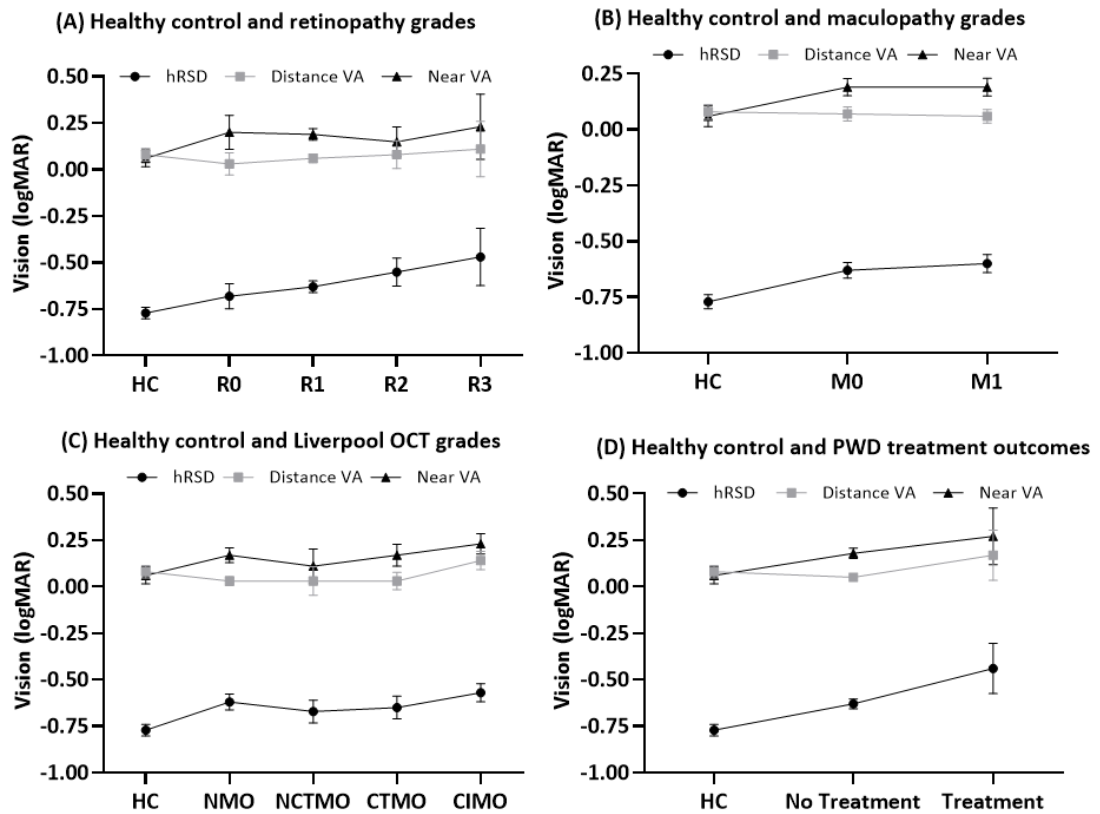 (A) Healthy control and retinopathy grades
hRSD Distance VA Near VA
0.50
0.25
0.00
-0.25
-0.50
-0.75
-1.00
Vision (logMAR)
HC R0 R1 R2 R3
(B) Healthy control and maculopathy grades
hRSD Distance VA Near VA
0.25
0.00
-0.25
-0.50
-0.75
-1.00
Vision (logMAR)
HC M0 M1
(C) Healthy control and Liverpool OCT grades
hRSD Distance VA Near VA
0.50
0.25
0.00
-0.25
-0.50
-0.75
-1.00
Vision (logMAR)
HC NMO NCTMO CTMO CIMO
(D) Healthy control and PWD treatment outcomes
hRSD Distance VA Near VA
0.50
0.25
0.00
-0.25
-0.50
-0.75
-1.00
Vision (logMAR)
HC No Treatment Treatment